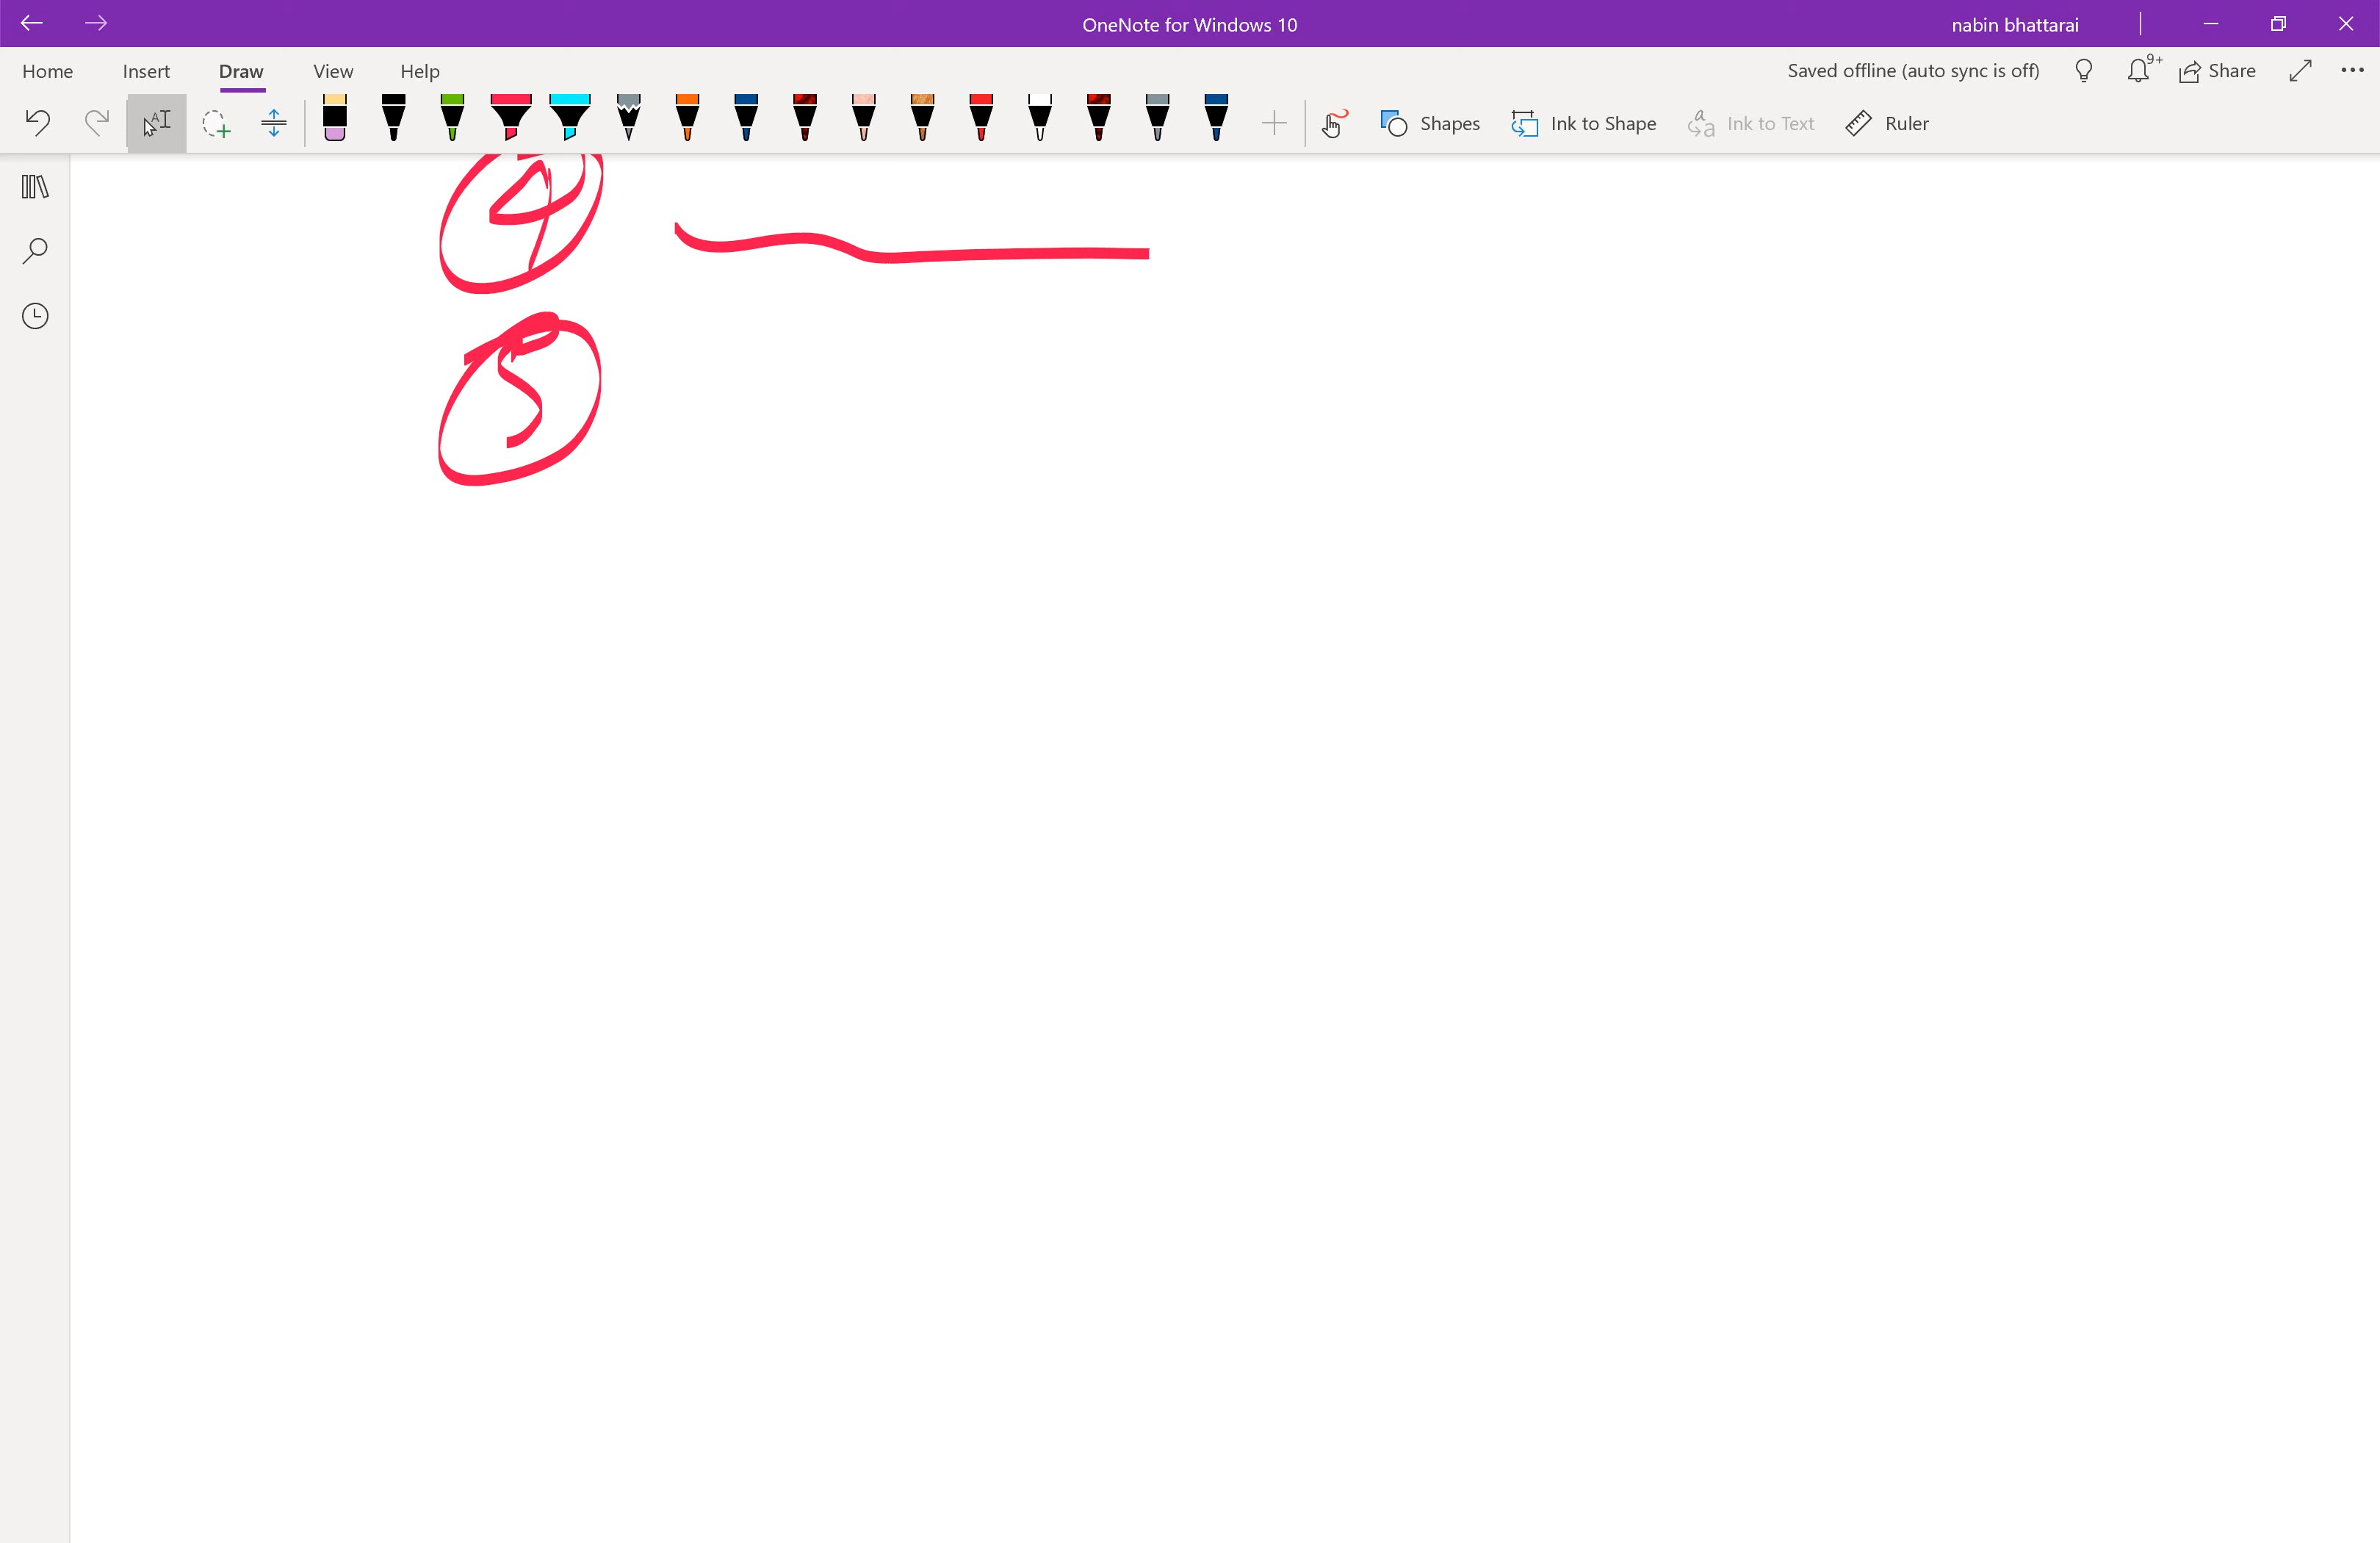 OneNote for Windows 10
nabin bhattarai
Home Insert Draw View Help
Saved offline (auto sync is off)
9+
Share
Shapes
Ink to Shape
Ink to Text
Ruler
4
5